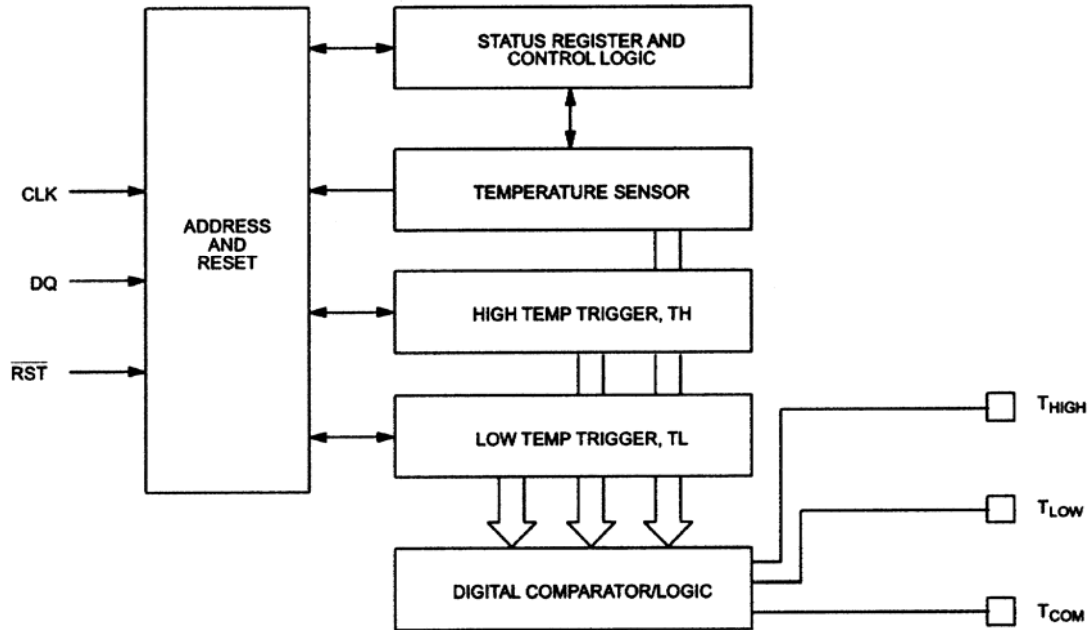 STATUS REGISTER AND
CONTROL LOGIC
TEMPERATURE SENSOR
CLK
ADDRESS
AND
RESET
DQ
HIGH TEMP TRIGGER, TH
RST
LOW TEMP TRIGGER, TL
THIGH
TLOW
DIGITAL COMPARATOR/LOGIC
TCOM